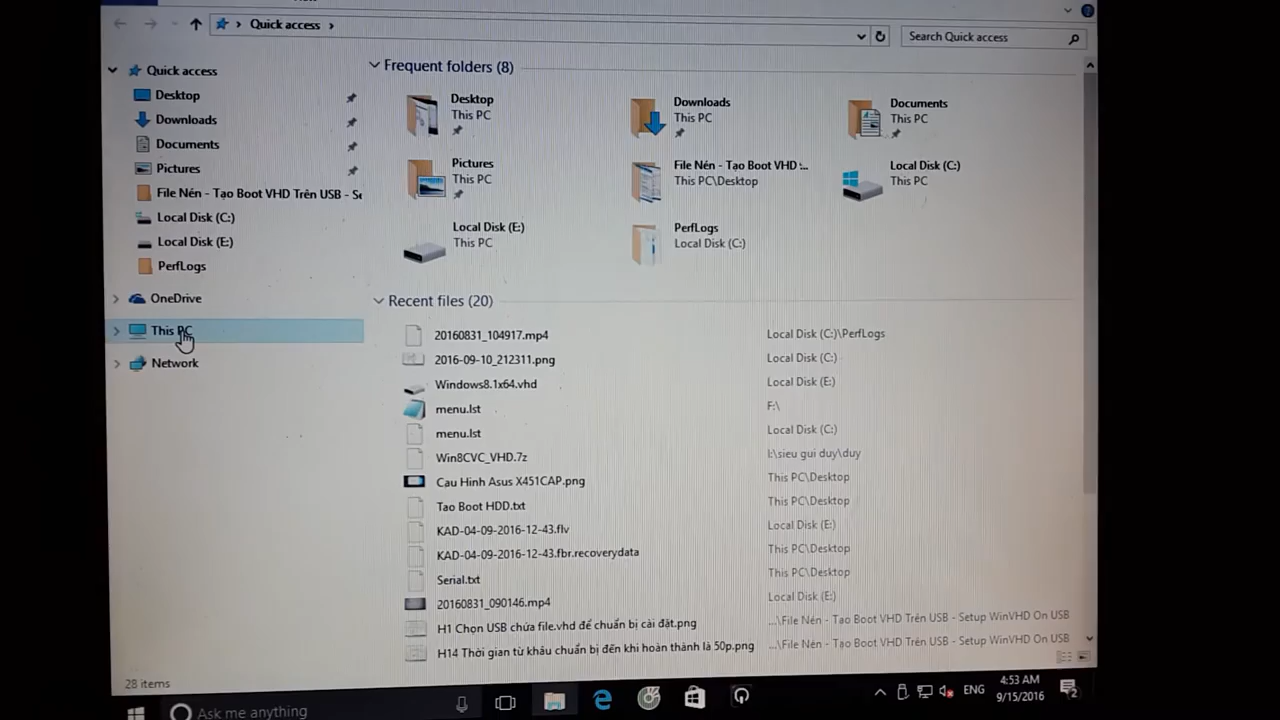 Quick access
Search Quick access
Quick access
Desktop
Downloads
Documents
Pictures
File Nén - Tạo Boot VHD Trên USB - Se
Local Disk (C:)
Local Disk (E:)
PerfLogs
OneDrive
This PC
Network
Frequent folders (8)
Desktop
This PC
Downloads
This PC
Documents
This PC
Pictures
This PC
File Nén - Tạo Boot VHD :...
This PC\Desktop
Local Disk (C:)
This PC
Local Disk (E:)
This PC
PerfLogs
Local Disk (C:)
Recent files (20)
20160831_104917.mp4 Local Disk (C:)\PerfLogs
2016-09-10_212311.png Local Disk (C:)
Windows8.1x64.vhd Local Disk (E:)
menu.lst F:\
menu.lst Local Disk (C:)
Win8CVC_VHD.7z I:\sieu gui duy\duy
Cau Hinh Asus X451CAP.png This PC\Desktop
Tao Boot HDD.txt This PC\Desktop
KAD-04-09-2016-12-43.flv Local Disk (E:)
KAD-04-09-2016-12-43.fbr.recoverydata This PC\Desktop
Serial.txt This PC\Desktop
20160831_090146.mp4 Local Disk (E:)
H1 Chọn USB chứa file.vhd để chuẩn bị cài đặt.png ...\File Nén - Tạo Boot VHD Trên USB - Setup WinVHD On USB
H14 Thời gian từ khâu chuẩn bị đến khi hoàn thành là 50p.png ...\File Nén - Tạo Boot VHD Trên USB - Setup WinVHD On USB
28 items
Ask me anything
ENG
4:53 AM
9/15/2016
2